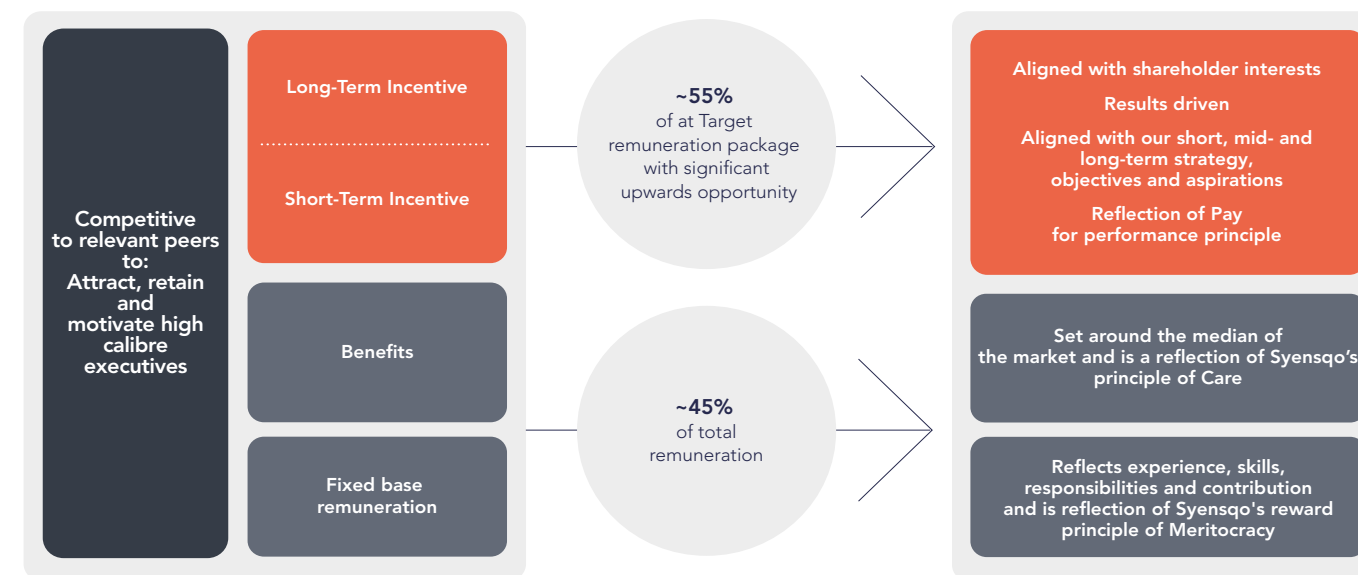 Competitive
to relevant peers
to:
Attract, retain
and
motivate high
calibre
executives
Long-Term Incentive
Short-Term Incentive
Benefits
Fixed base
remuneration
~55%
of at Target
remuneration package
with significant
upwards opportunity
~45%
of total
remuneration
Aligned with shareholder interests
Results driven
Aligned with our short, mid- and
long-term strategy,
objectives and aspirations
Reflection of Pay
for performance principle
Set around the median of
the market and is a reflection of Syensqo’s
principle of Care
Reflects experience, skills,
responsibilities and contribution
and is reflection of Syensqo's reward
principle of Meritocracy